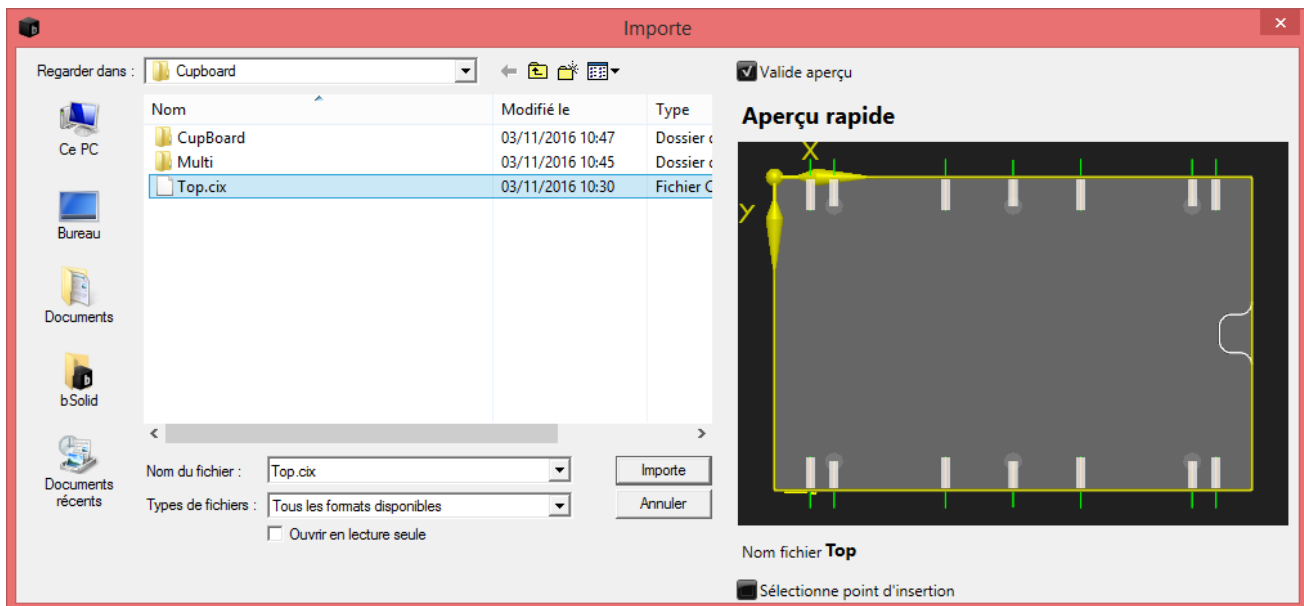 Importe
Regarder dans :
Cupboard
Valide aperçu
Nom
Modifié le
Type
CupBoard
03/11/2016 10:47
Dossier
Multi
03/11/2016 10:45
Dossier
Top.cix
03/11/2016 10:30
Fichier
Ce PC
Bureau
Documents
bSolid
b
Documents
récents
Nom du fichier :
Top.cix
Importe
Types de fichiers :
Tous les formats disponibles
Annuler
Ouvrir en lecture seule
Aperçu rapide
X
Y
Nom fichier Top
Sélectionne point d'insertion